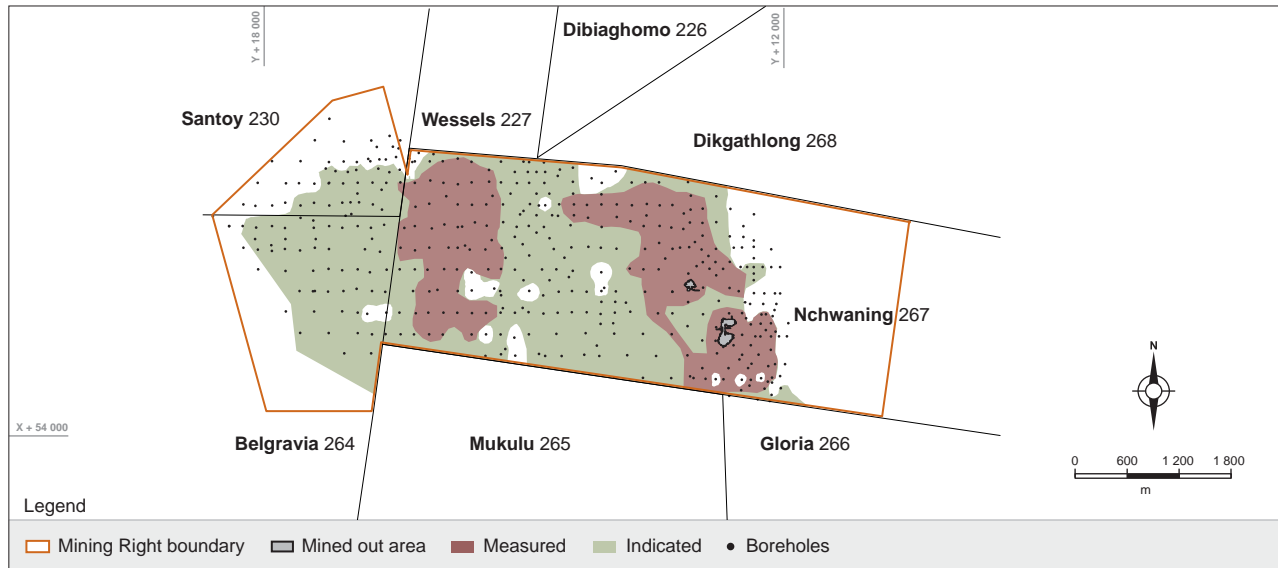 Y + 18 000
Dibiaghomo 226
Y + 12 000
Santoy 230
Wessels 227
Dikgathlong 268
Nchwaning 267
N
X + 54 000
Belgravia 264
Mukulu 265
Gloria 266
0 600 1 200 1 800
m
Legend
Mining Right boundary Mined out area Measured Indicated Boreholes